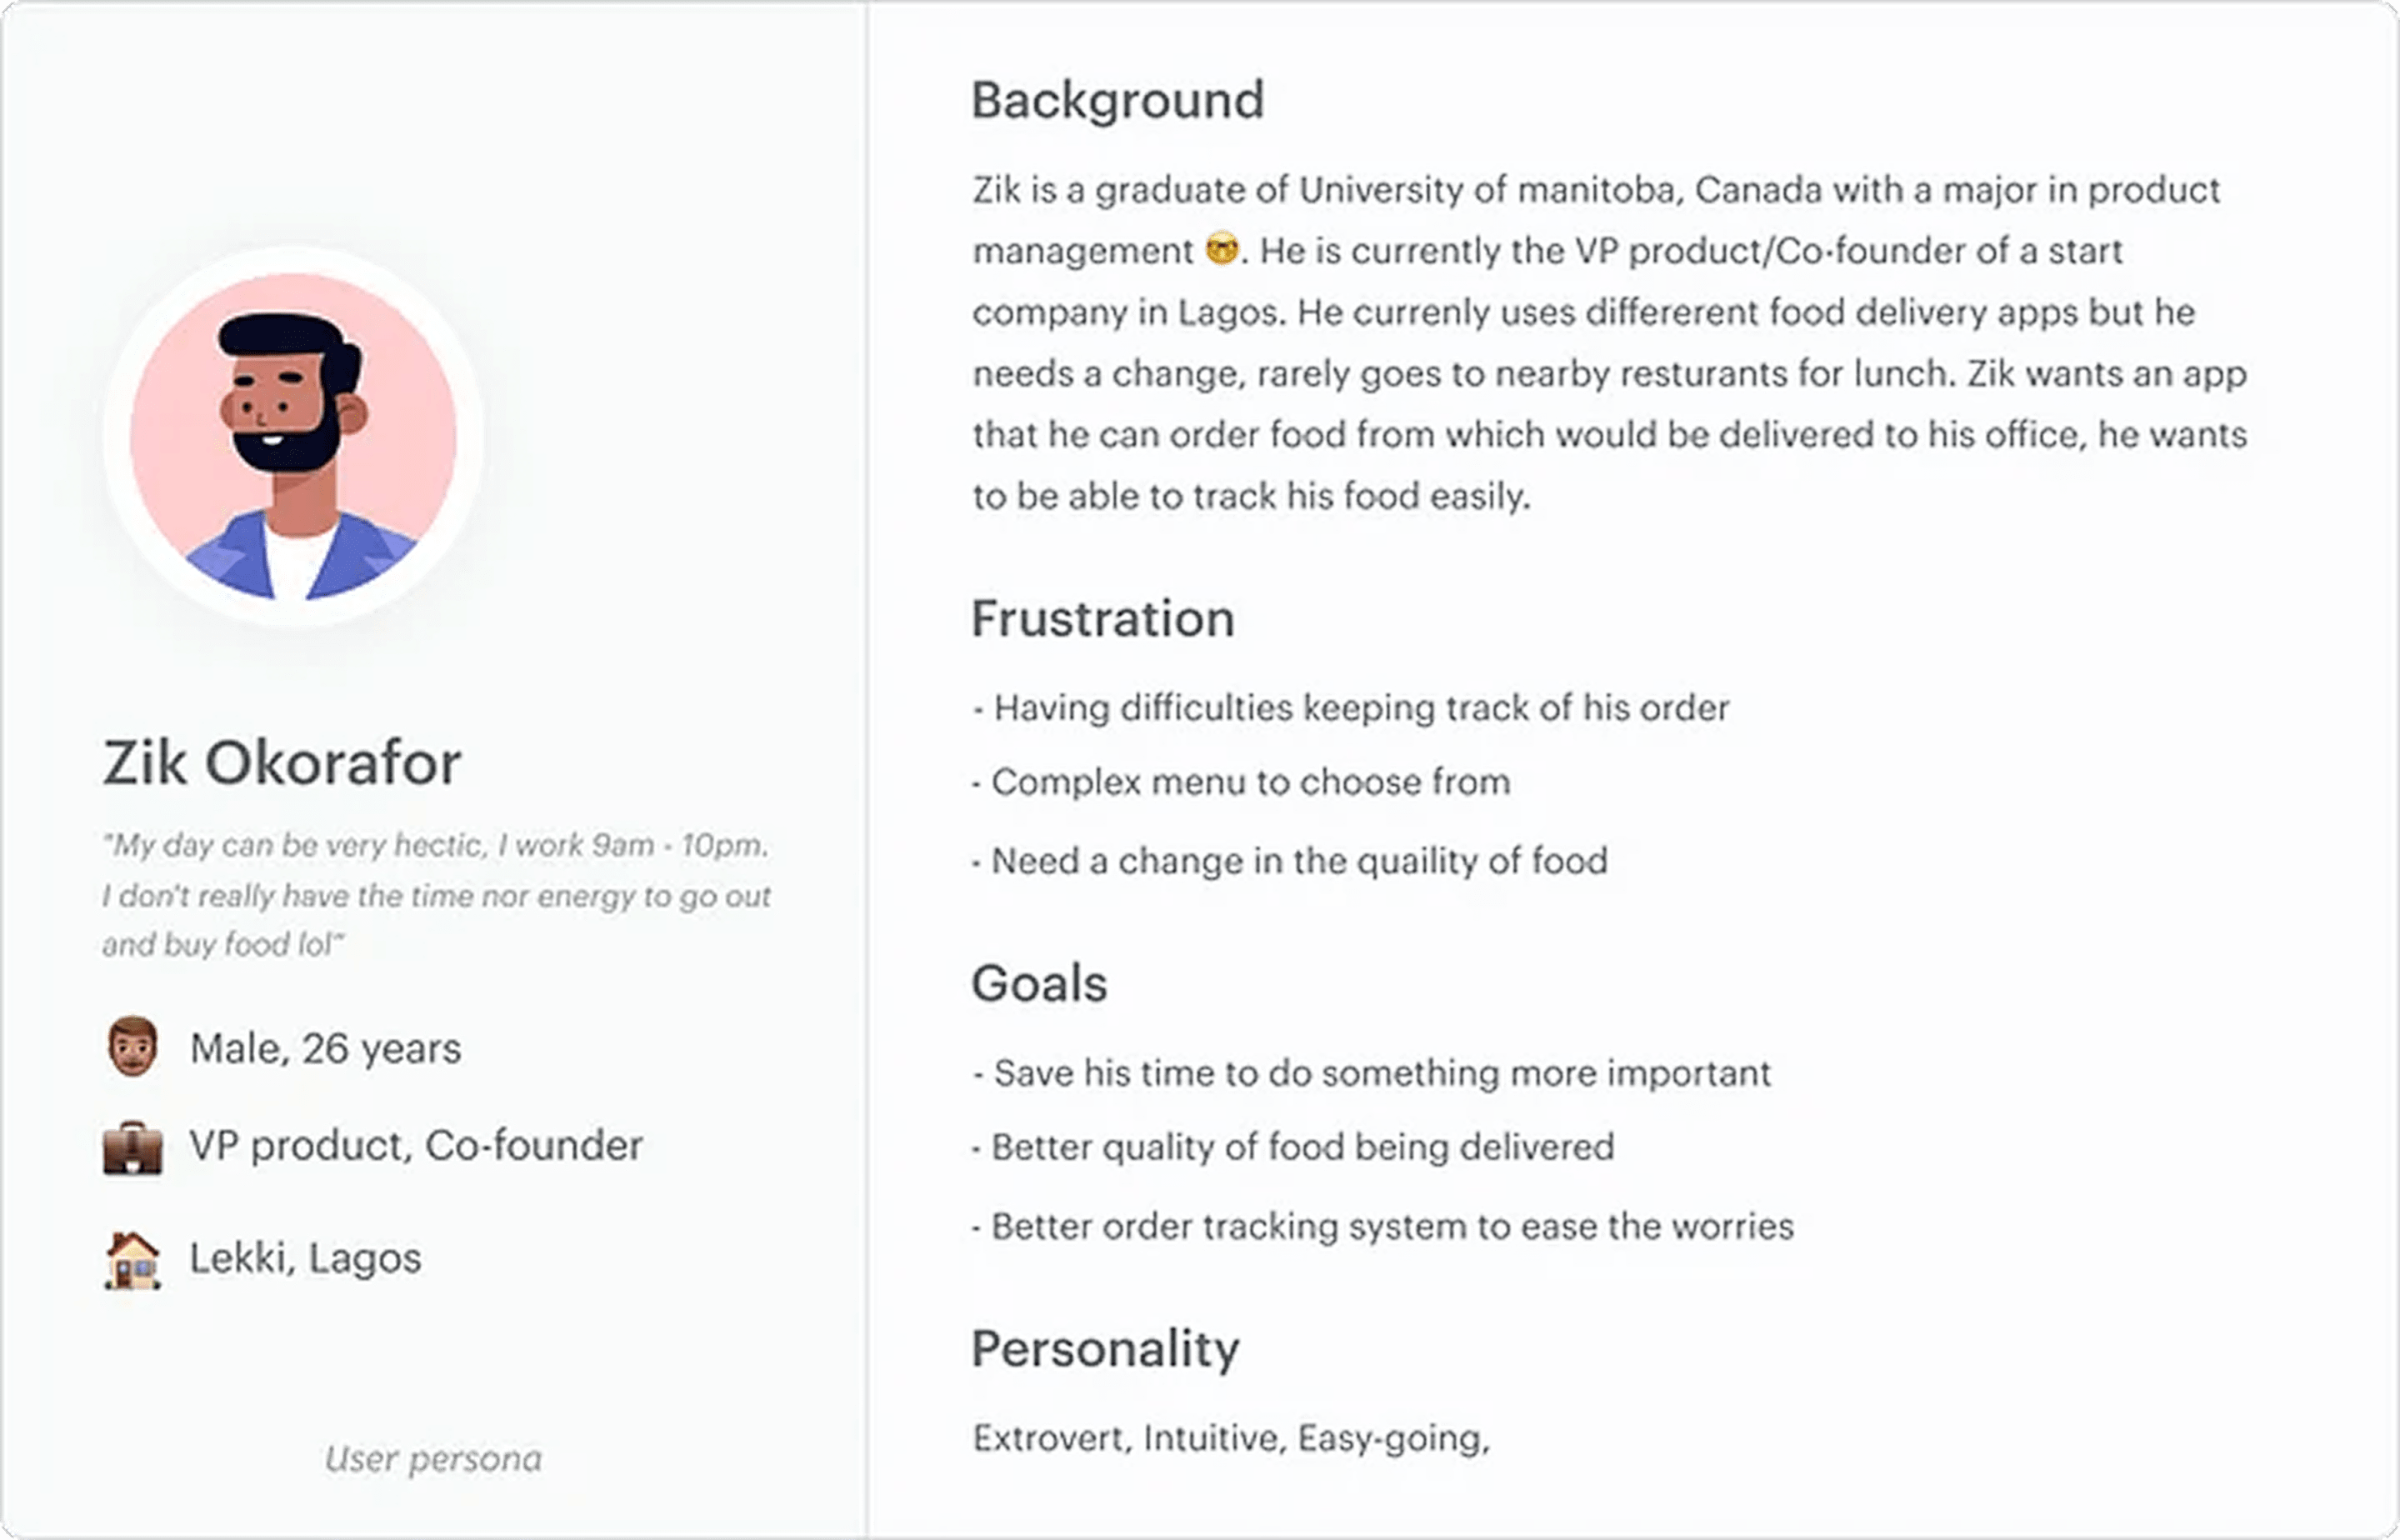 Zik Okorafor
"My day can be very hectic, I work 9am - 10pm.
I don't really have the time nor energy to go out
and buy food lol"
Male, 26 years
VP product, Co-founder
Lekki, Lagos
User persona
Background
Zik is a graduate of University of manitoba, Canada with a major in product
management 🤓. He is currently the VP product/Co-founder of a start
company in Lagos. He currenly uses differerent food delivery apps but he
needs a change, rarely goes to nearby resturants for lunch. Zik wants an app
that he can order food from which would be delivered to his office, he wants
to be able to track his food easily.
Frustration
- Having difficulties keeping track of his order
- Complex menu to choose from
- Need a change in the quaility of food
Goals
- Save his time to do something more important
- Better quality of food being delivered
- Better order tracking system to ease the worries
Personality
Extrovert, Intuitive, Easy-going,